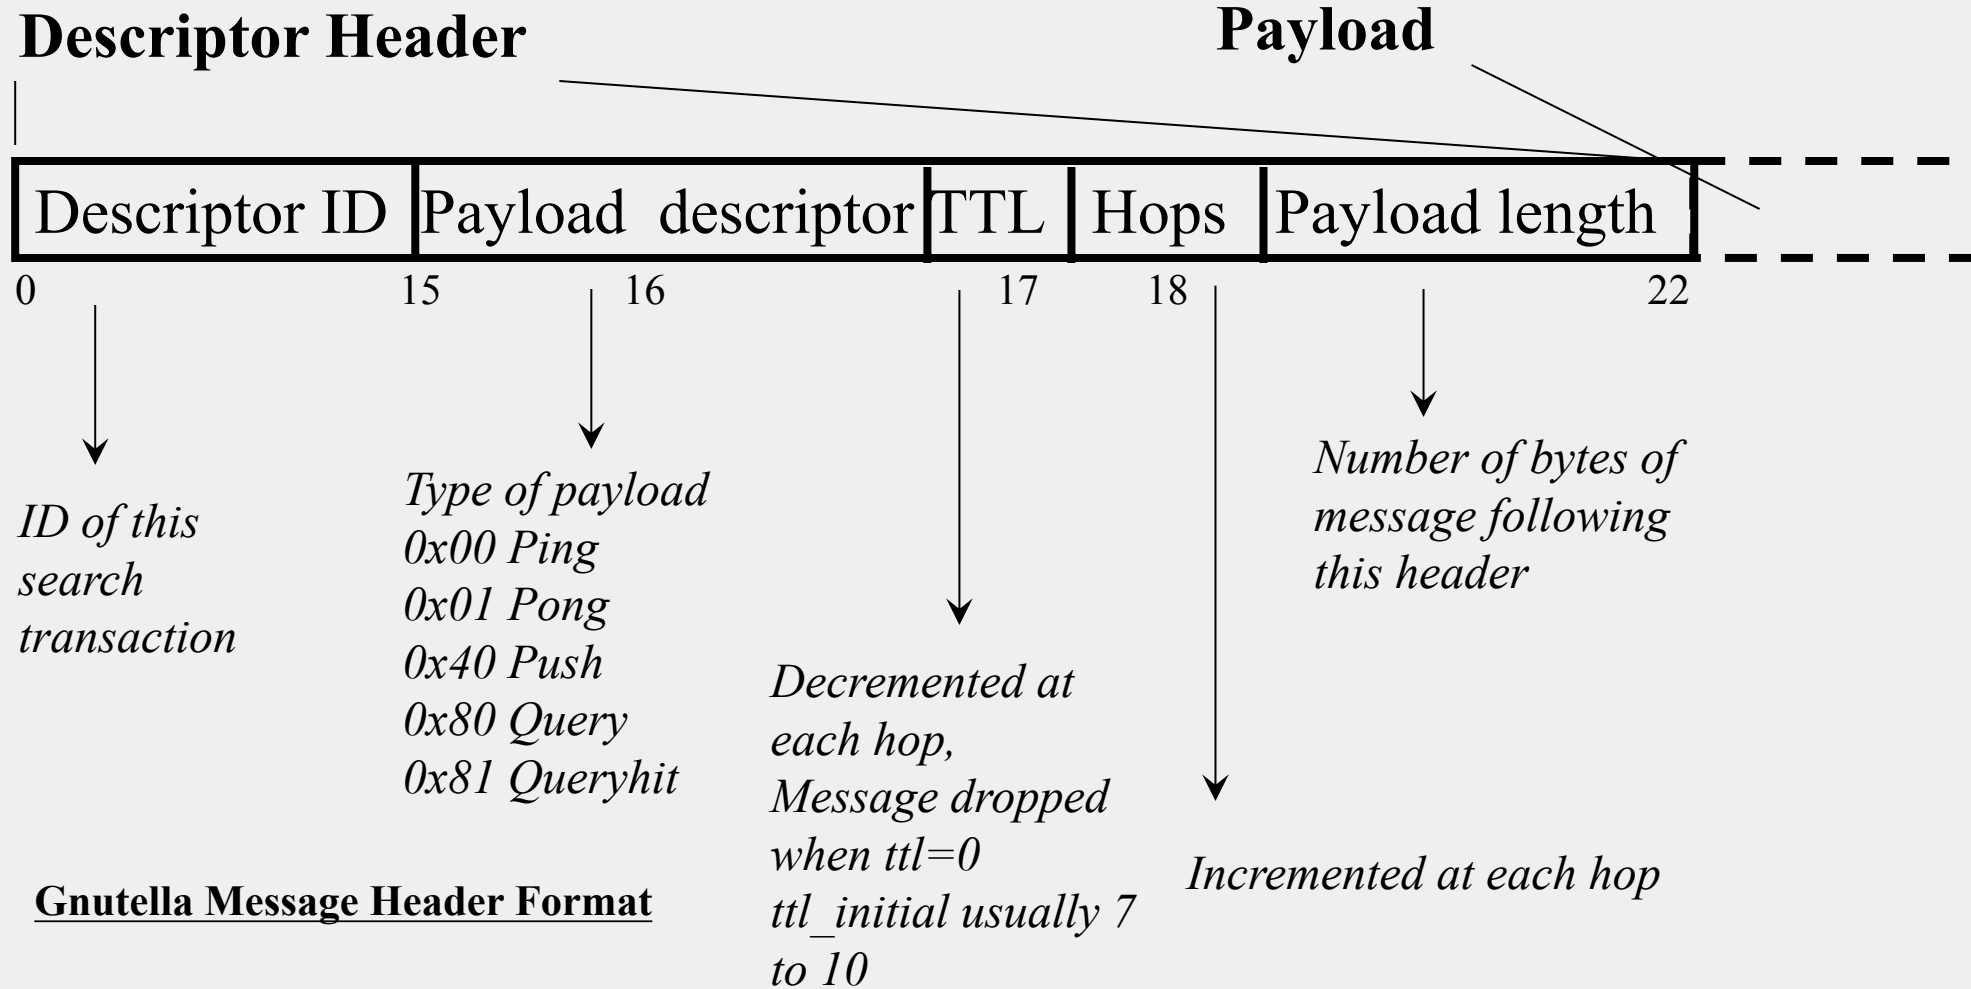 Descriptor Header
Payload
Descriptor ID
Payload descriptor
TTL
Hops
Payload length
0
15
16
17
18
22
ID of this
search
transaction
Type of payload
0x00 Ping
0x01 Pong
0x40 Push
0x80 Query
0x81 Queryhit
Decremented at
each hop,
Message dropped
when ttl=0
ttl_initial usually 7
to 10
Incremented at each hop
Number of bytes of
message following
this header
Gnutella Message Header Format